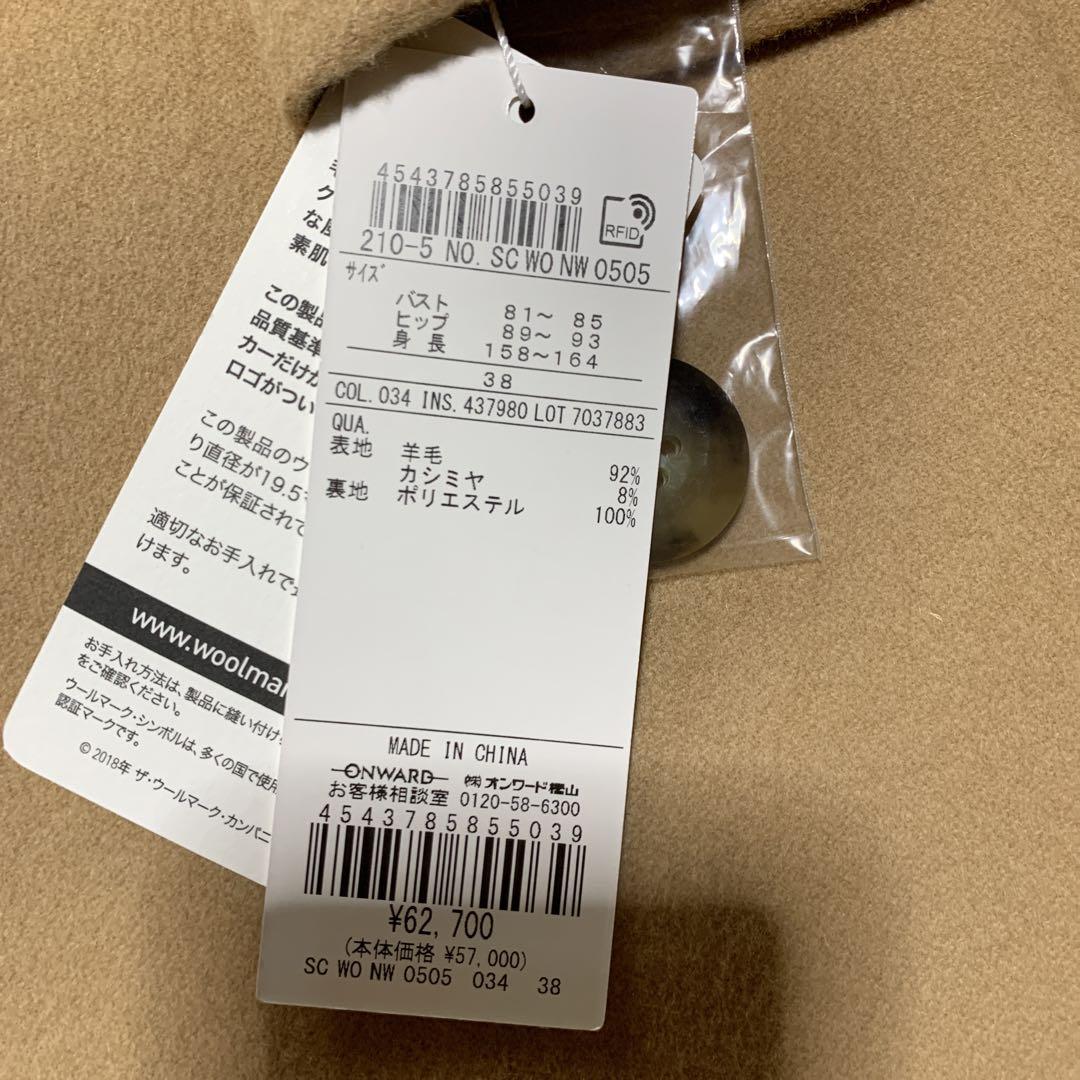 4543785855039
RFID
210-5 NO. SC WO NW 0505
サイズ
バスト 81～ 85
ヒップ 89～ 93
身長 158～164
38
COL. 034 INS. 437980 LOT 7037883
QUA.
表地 羊毛 92%
カシミヤ 8%
裏地 ポリエステル 100%
MADE IN CHINA
ONWARD ㈱オンワード樫山
お客様相談室 0120-58-6300
4543785855039
¥62,700
(本体価格 ¥57,000)
SC WO NW 0505 034 38
ク
な風
素肌
この製品
品質基準
カーだけが
ロゴがつい
この製品のウ
り直径が19.5
ことが保証されて
適切なお手入れで
けます。
www.woolmar
お手入れ方法は、製品に縫い付け
をご確認ください。
ウールマーク・シンボルは、多くの国で使用
認証マークです。
© 2018年 ザ・ウールマーク・カンパニ